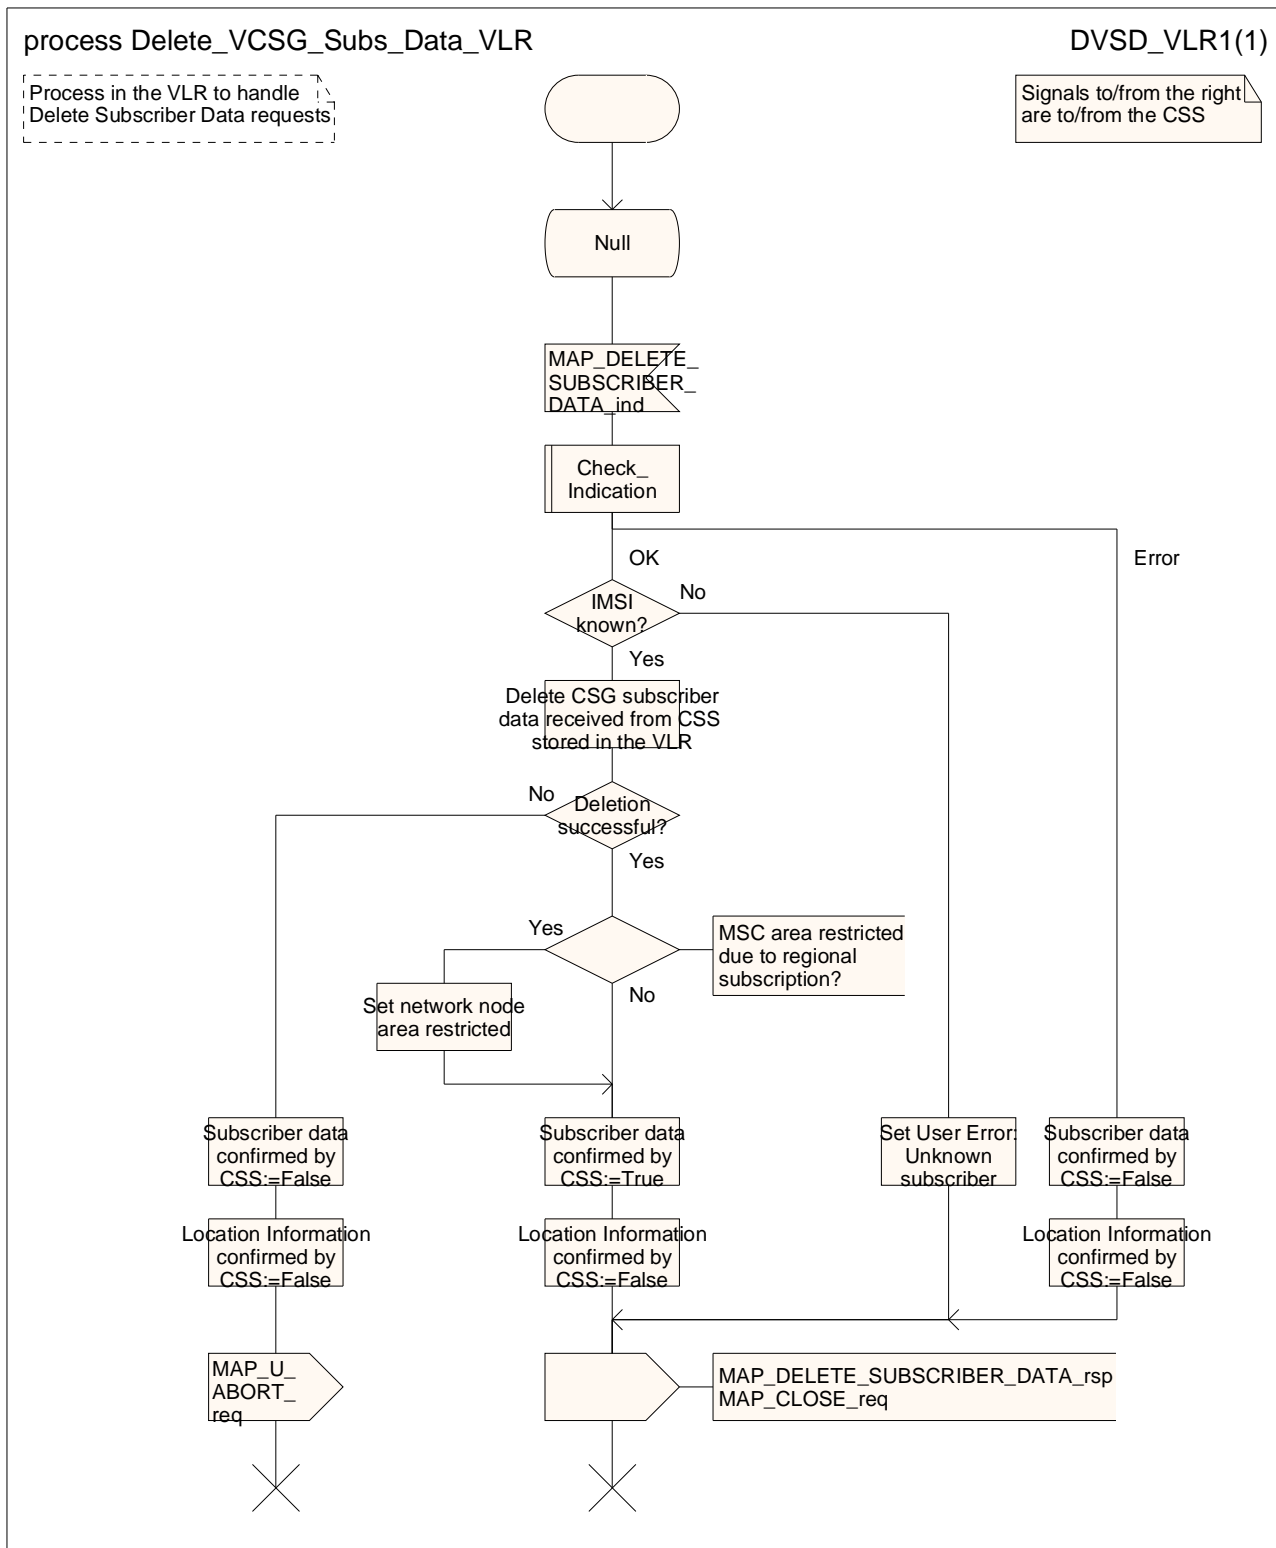 process Delete_VCSG_Subs_Data_VLR
DVSD_VLR1(1)
Process in the VLR to handle
Delete Subscriber Data requests
Signals to/from the right
are to/from the CSS
Null
MAP_DELETE_
SUBSCRIBER_
DATA_ind
Check_
Indication
OK
Error
IMSI
known?
No
Yes
Delete CSG subscriber
data received from CSS
stored in the VLR
No
Deletion
successful?
Yes
Yes
MSC area restricted
due to regional
subscription?
No
Set network node
area restricted
Subscriber data
confirmed by
CSS:=False
Subscriber data
confirmed by
CSS:=True
Set User Error:
Unknown
subscriber
Subscriber data
confirmed by
CSS:=False
Location Information
confirmed by
CSS:=False
Location Information
confirmed by
CSS:=False
Location Information
confirmed by
CSS:=False
MAP_U_
ABORT_
req
MAP_DELETE_SUBSCRIBER_DATA_rsp
MAP_CLOSE_req